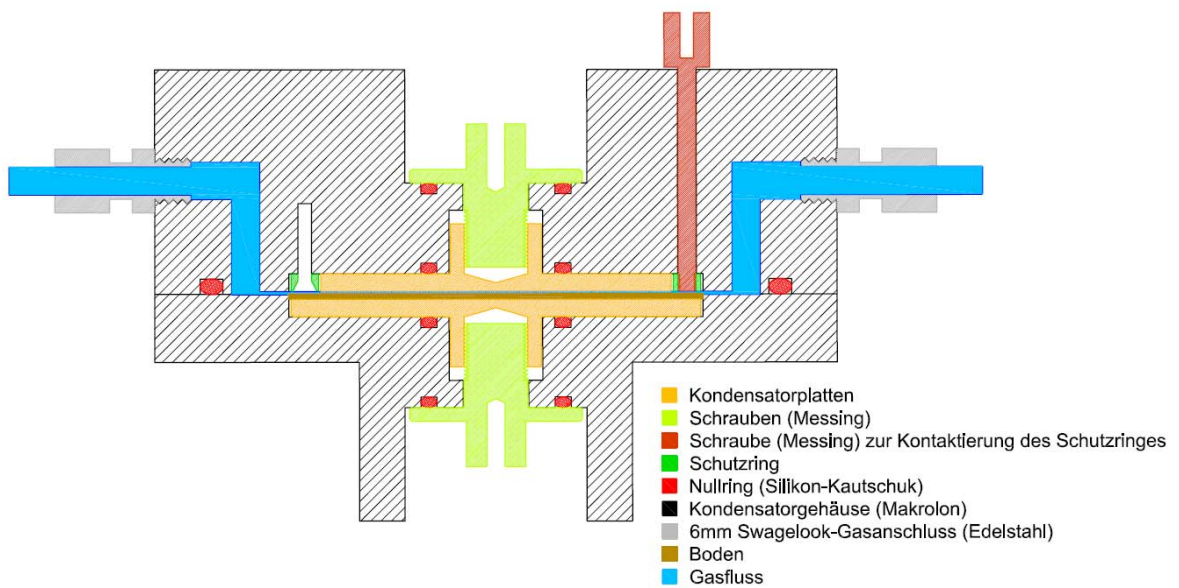 Kondensatorplatten
Schrauben (Messing)
Schraube (Messing) zur Kontaktierung des Schutzringes
Schutzring
Nullring (Silikon-Kautschuk)
Kondensatorgehäuse (Makrolon)
6mm Swagelook-Gasanschluss (Edelstahl)
Boden
Gasfluss